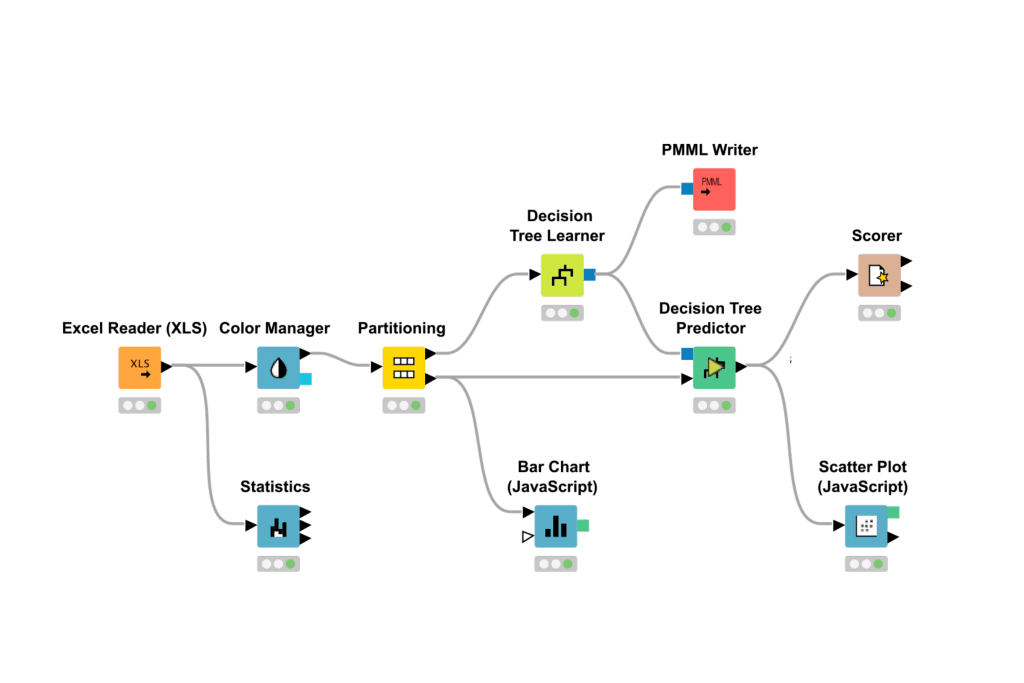 PMML Writer
PMML
Decision
Tree Learner
Scorer
Decision Tree
Predictor
Excel Reader (XLS)
Color Manager
Partitioning
XLS
Statistics
Bar Chart
(JavaScript)
Scatter Plot
(JavaScript)